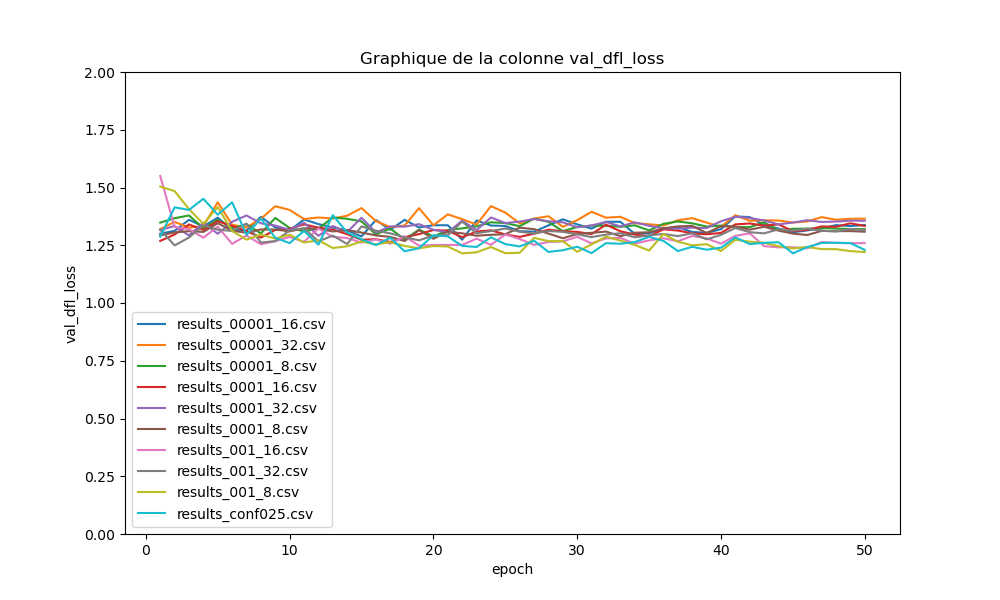 Graphique de la colonne val_dfl_loss
2.00
1.75
1.50
1.25
1.00
0.75
0.50
0.25
0.00
val_dfl_loss
results_00001_16.csv
results_00001_32.csv
results_00001_8.csv
results_0001_16.csv
results_0001_32.csv
results_0001_8.csv
results_001_16.csv
results_001_32.csv
results_001_8.csv
results_conf025.csv
0 10 20 30 40 50
epoch